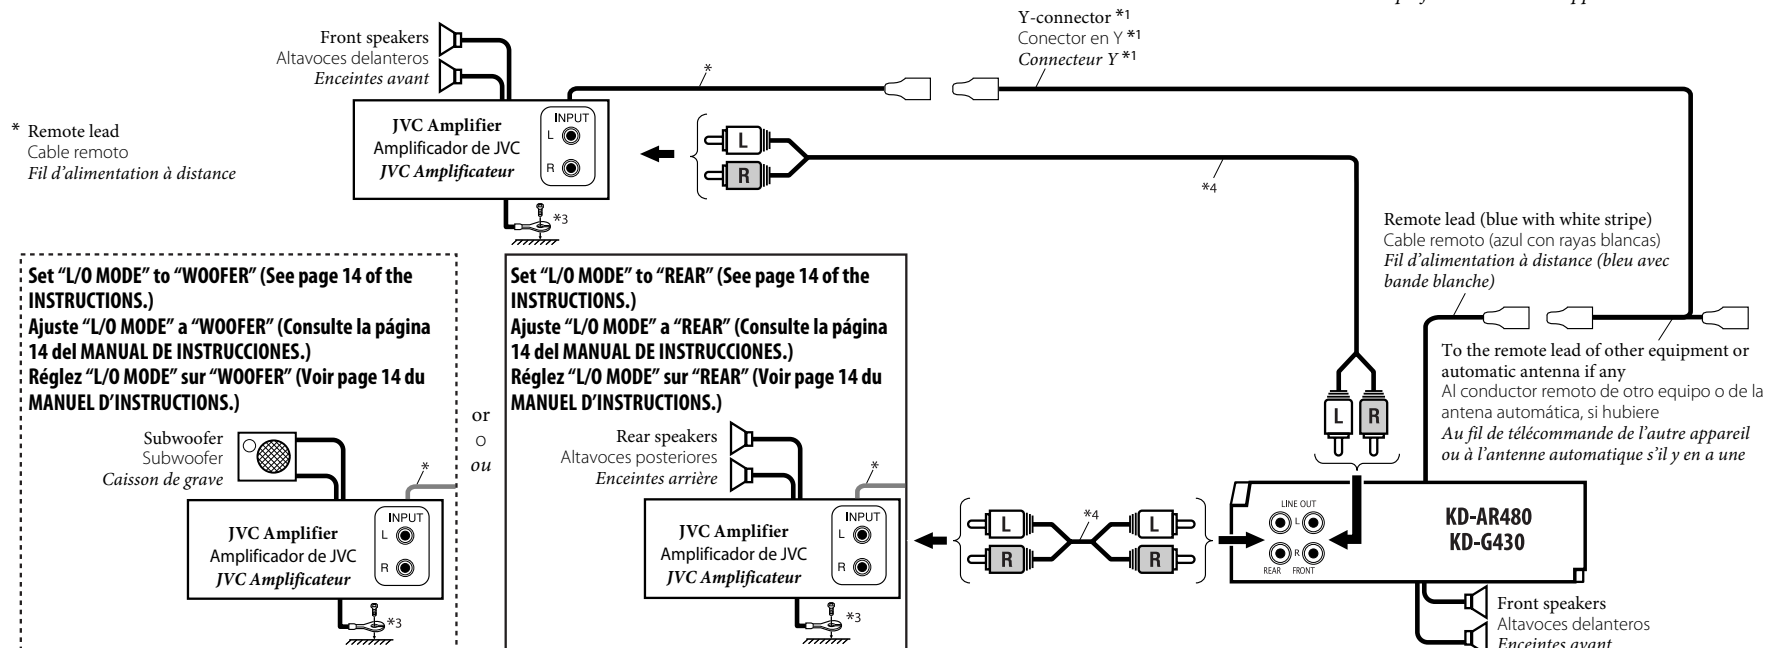 Y-connector *1
Conector en Y *1
Connecteur Y *1
Front speakers
Altavoces delanteros
Enceintes avant
*
* Remote lead
Cable remoto
Fil d'alimentation à distance
JVC Amplifier
Amplificador de JVC
JVC Amplificateur
INPUT
L
R
L
R
*4
*3
Remote lead (blue with white stripe)
Cable remoto (azul con rayas blancas)
Fil d'alimentation à distance (bleu avec
bande blanche)
To the remote lead of other equipment or
automatic antenna if any
Al conductor remoto de otro equipo o de la
antena automática, si hubiere
Au fil de télécommande de l'autre appareil
ou à l'antenne automatique s'il y en a une
Set “L/O MODE” to “WOOFER” (See page 14 of the
INSTRUCTIONS.)
Ajuste “L/O MODE” a “WOOFER” (Consulte la página
14 del MANUAL DE INSTRUCCIONES.)
Réglez “L/O MODE” sur “WOOFER” (Voir page 14 du
MANUEL D'INSTRUCTIONS.)
Subwoofer
Subwoofer
Caisson de grave
*
JVC Amplifier
Amplificador de JVC
JVC Amplificateur
INPUT
L
R
*3
or
o
ou
Set “L/O MODE” to “REAR” (See page 14 of the
INSTRUCTIONS.)
Ajuste “L/O MODE” a “REAR” (Consulte la página
14 del MANUAL DE INSTRUCCIONES.)
Réglez “L/O MODE” sur “REAR” (Voir page 14 du
MANUEL D'INSTRUCTIONS.)
Rear speakers
Altavoces posteriores
Enceintes arrière
*
JVC Amplifier
Amplificador de JVC
JVC Amplificateur
INPUT
L
R
*3
L
R
*4
L
R
L R
LINE OUT
L
R
REAR FRONT
KD-AR480
KD-G430
Front speakers
Altavoces delanteros
Enceintes avant